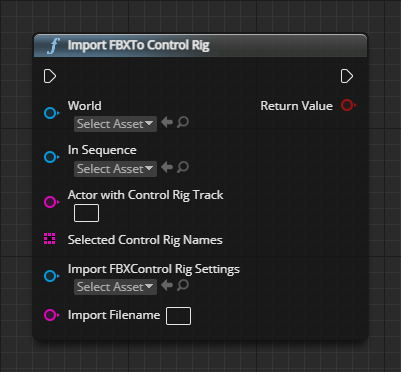 Import FBXTo Control Rig
World
Return Value
Select Asset
In Sequence
Select Asset
Actor with Control Rig Track
Selected Control Rig Names
Import FBXControl Rig Settings
Select Asset
Import Filename